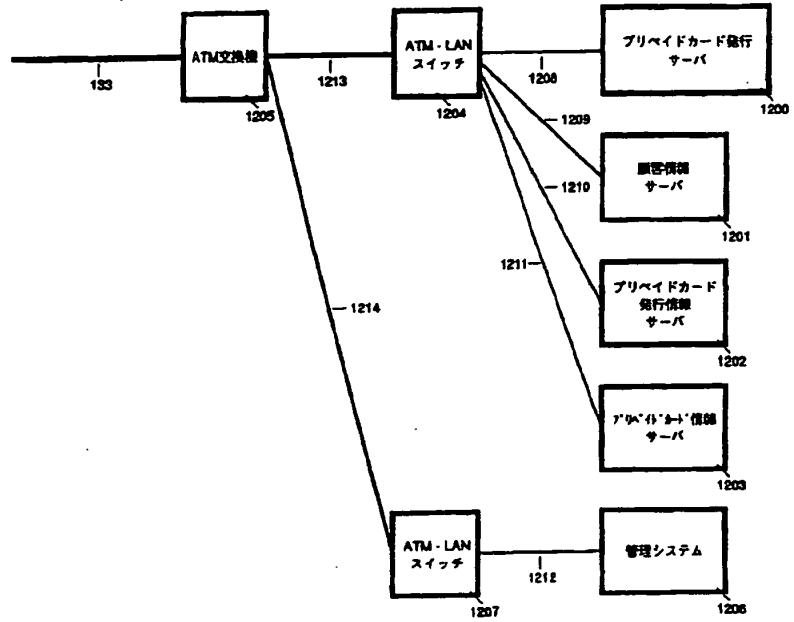 ATM交換機
ATM - LAN
スイッチ
プリペイドカード発行
サーバ
133
1213
1208
1205
1204
1200
1209
顧客情報
サーバ
1210
1201
1211
プリペイドカード
発行情報
サーバ
1214
1202
プリペイドカード情報
サーバ
1203
ATM - LAN
スイッチ
管理システム
1212
1207
1206